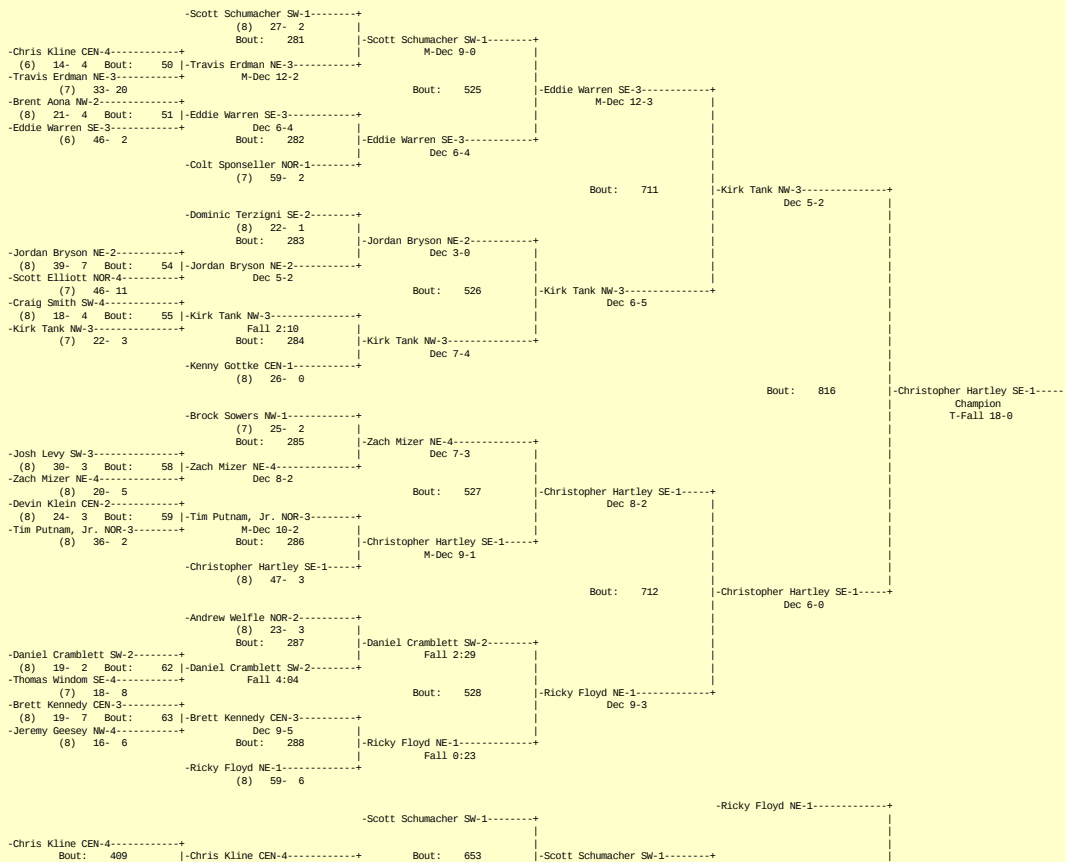 -Scott Schumacher SW-1--------+
(8)   27-  2                  |
Bout:    281         |-Scott Schumacher SW-1--------+
-Chris Kline CEN-4------------+                              |          M-Dec 9-0               |
(6)   14-  4   Bout:     50 |-Travis Erdman NE-3-----------+                              |
-Travis Erdman NE-3-----------+         M-Dec 12-2                                              |
(7)   33- 20                                               Bout:    525         |-Eddie Warren SE-3------------+
-Brent Aona NW-2--------------+                                                                 |         M-Dec 12-3              |
(8)   21-  4   Bout:     51 |-Eddie Warren SE-3------------+                              |                              |
-Eddie Warren SE-3------------+           Dec 6-4                |                              |                              |
(6)   46-  2                  Bout:    282         |-Eddie Warren SE-3------------+                              |
|           Dec 6-4                                               |
-Colt Sponseller NOR-1--------+                                                             |
(7)   59-  2                                                                                |
Bout:    711         |-Kirk Tank NW-3---------------+
|           Dec 5-2                |
-Dominic Terzigni SE-2--------+                                                             |                              |
(8)   22-  1                  |                                                             |                              |
Bout:    283         |-Jordan Bryson NE-2-----------+                              |                              |
-Jordan Bryson NE-2-----------+                              |           Dec 3-0                |                              |                              |
(8)   39-  7   Bout:     54 |-Jordan Bryson NE-2-----------+                              |                              |                              |
-Scott Elliott NOR-4----------+           Dec 5-2                                               |                              |                              |
(7)   46- 11                                               Bout:    526         |-Kirk Tank NW-3---------------+                              |
-Craig Smith SW-4-------------+                                                                 |           Dec 6-5                                               |
(8)   18-  4   Bout:     55 |-Kirk Tank NW-3---------------+                              |                                                             |
-Kirk Tank NW-3---------------+          Fall 2:10               |                              |                                                             |
(7)   22-  3                  Bout:    284         |-Kirk Tank NW-3---------------+                                                             |
|           Dec 7-4                                                                              |
-Kenny Gottke CEN-1-----------+                                                                                            |
(8)   26-  0                                                                                                               |
Bout:    816         |-Christopher Hartley SE-1-----
|          Champion
-Brock Sowers NW-1------------+                                                                                            |         T-Fall 18-0
(7)   25-  2                  |                                                                                            |
Bout:    285         |-Zach Mizer NE-4--------------+                                                             |
-Josh Levy SW-3---------------+                              |           Dec 7-3                |                                                             |
(8)   30-  3   Bout:     58 |-Zach Mizer NE-4--------------+                              |                                                             |
-Zach Mizer NE-4--------------+           Dec 8-2                                               |                                                             |
(8)   20-  5                                               Bout:    527         |-Christopher Hartley SE-1-----+                              |
-Devin Klein CEN-2------------+                                                                 |           Dec 8-2                |                              |
(8)   24-  3   Bout:     59 |-Tim Putnam, Jr. NOR-3--------+                              |                              |                              |
-Tim Putnam, Jr. NOR-3--------+         M-Dec 10-2               |                              |                              |                              |
(8)   36-  2                  Bout:    286         |-Christopher Hartley SE-1-----+                              |                              |
|          M-Dec 9-1                                              |                              |
-Christopher Hartley SE-1-----+                                                             |                              |
(8)   47-  3                                                                                |                              |
Bout:    712         |-Christopher Hartley SE-1-----+
|           Dec 6-0
-Andrew Welfle NOR-2----------+                                                             |
(8)   23-  3                  |                                                             |
Bout:    287         |-Daniel Cramblett SW-2--------+                              |
-Daniel Cramblett SW-2--------+                              |          Fall 2:29               |                              |
(8)   19-  2   Bout:     62 |-Daniel Cramblett SW-2--------+                              |                              |
-Thomas Windom SE-4-----------+          Fall 4:04                                              |                              |
(7)   18-  8                                               Bout:    528         |-Ricky Floyd NE-1-------------+
-Brett Kennedy CEN-3----------+                                                                 |           Dec 9-3
(8)   19-  7   Bout:     63 |-Brett Kennedy CEN-3----------+                              |
-Jeremy Geesey NW-4-----------+           Dec 9-5                |                              |
(8)   16-  6                  Bout:    288         |-Ricky Floyd NE-1-------------+
|          Fall 0:23
-Ricky Floyd NE-1-------------+
(8)   59-  6
-Ricky Floyd NE-1-------------+
-Scott Schumacher SW-1--------+                                                             |
|                                                             |
-Chris Kline CEN-4------------+                                                                 |                                                             |
Bout:    409         |-Chris Kline CEN-4------------+         Bout:    653         |-Scott Schumacher SW-1--------+                              |